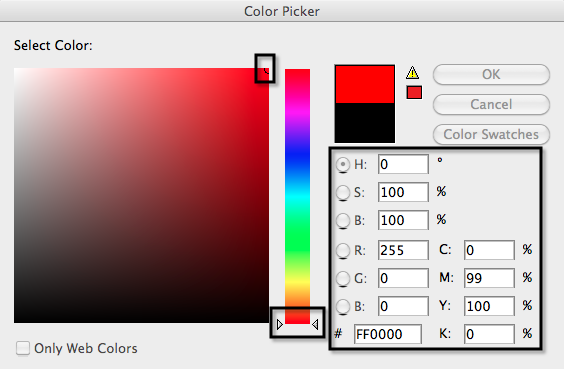 Color Picker
Select Color:
OK
Cancel
Color Swatches
H: 0 °
S: 100 %
B: 100 %
R: 255 C: 0 %
G: 0 M: 99 %
B: 0 Y: 100 %
# FF0000 K: 0 %
Only Web Colors